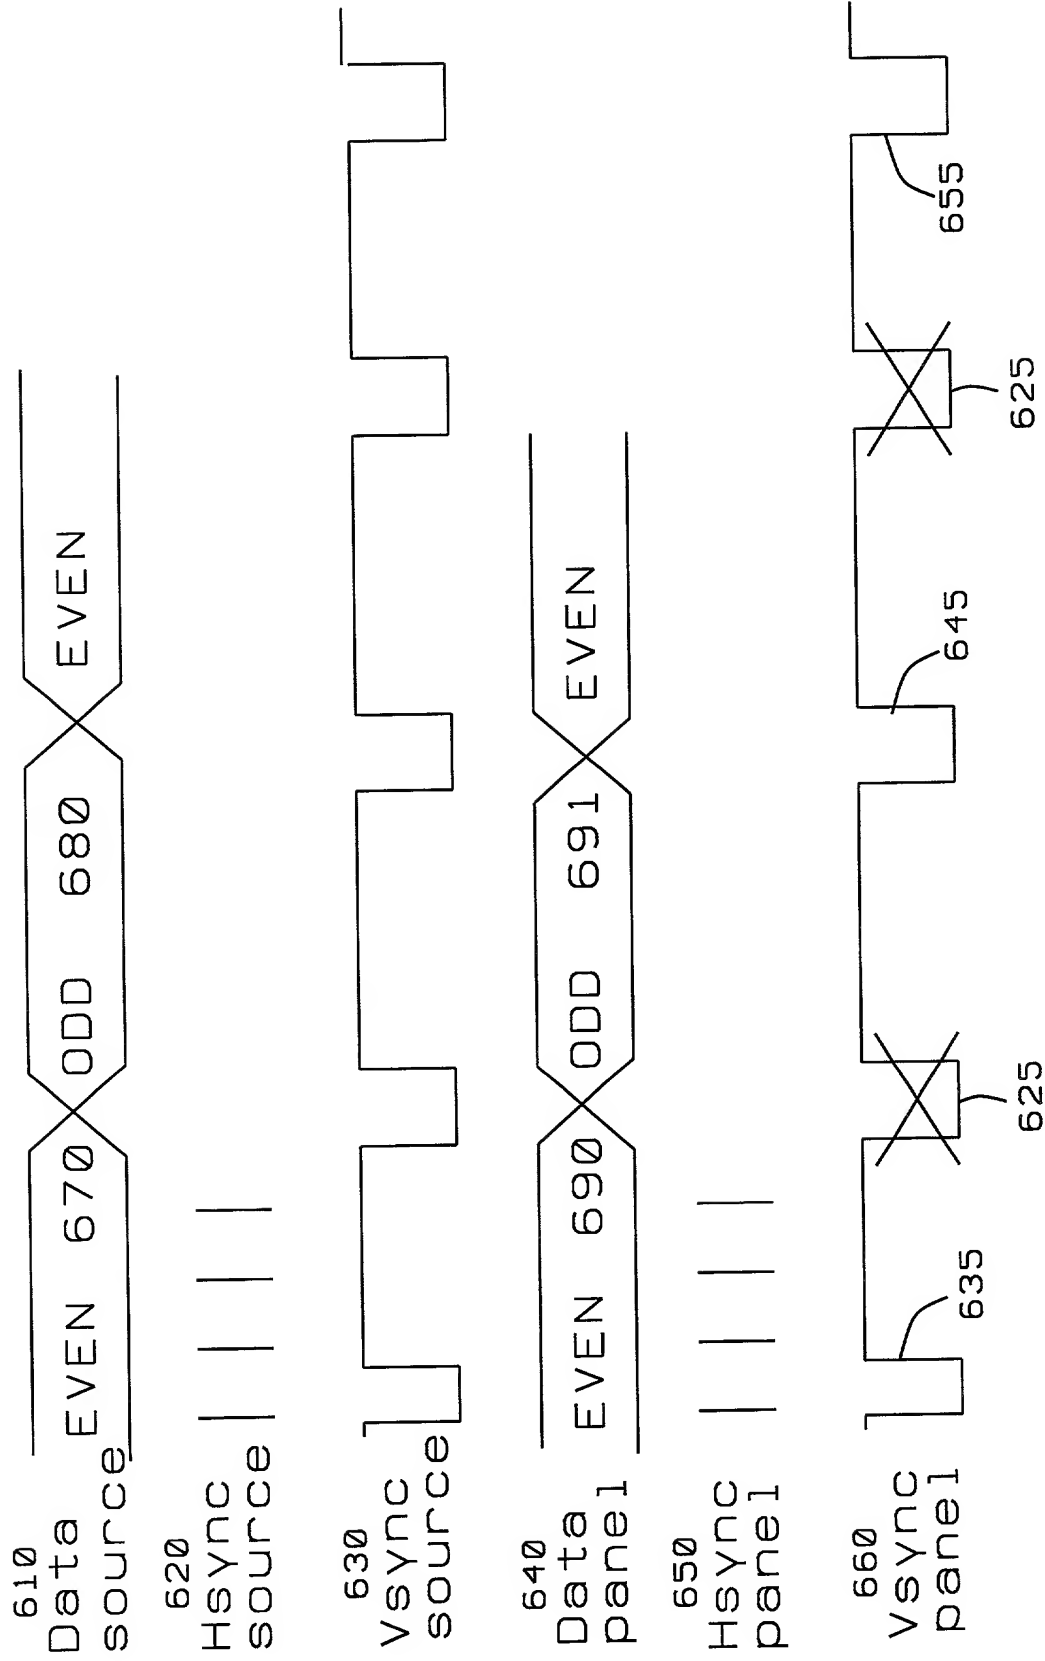 610
Data
source
EVEN 670
ODD 680
EVEN
620
Hsync
source
630
Vsync
source
640
Data
panel
EVEN 690
ODD 691
EVEN
650
Hsync
panel
660
Vsync
panel
635
625
645
625
655